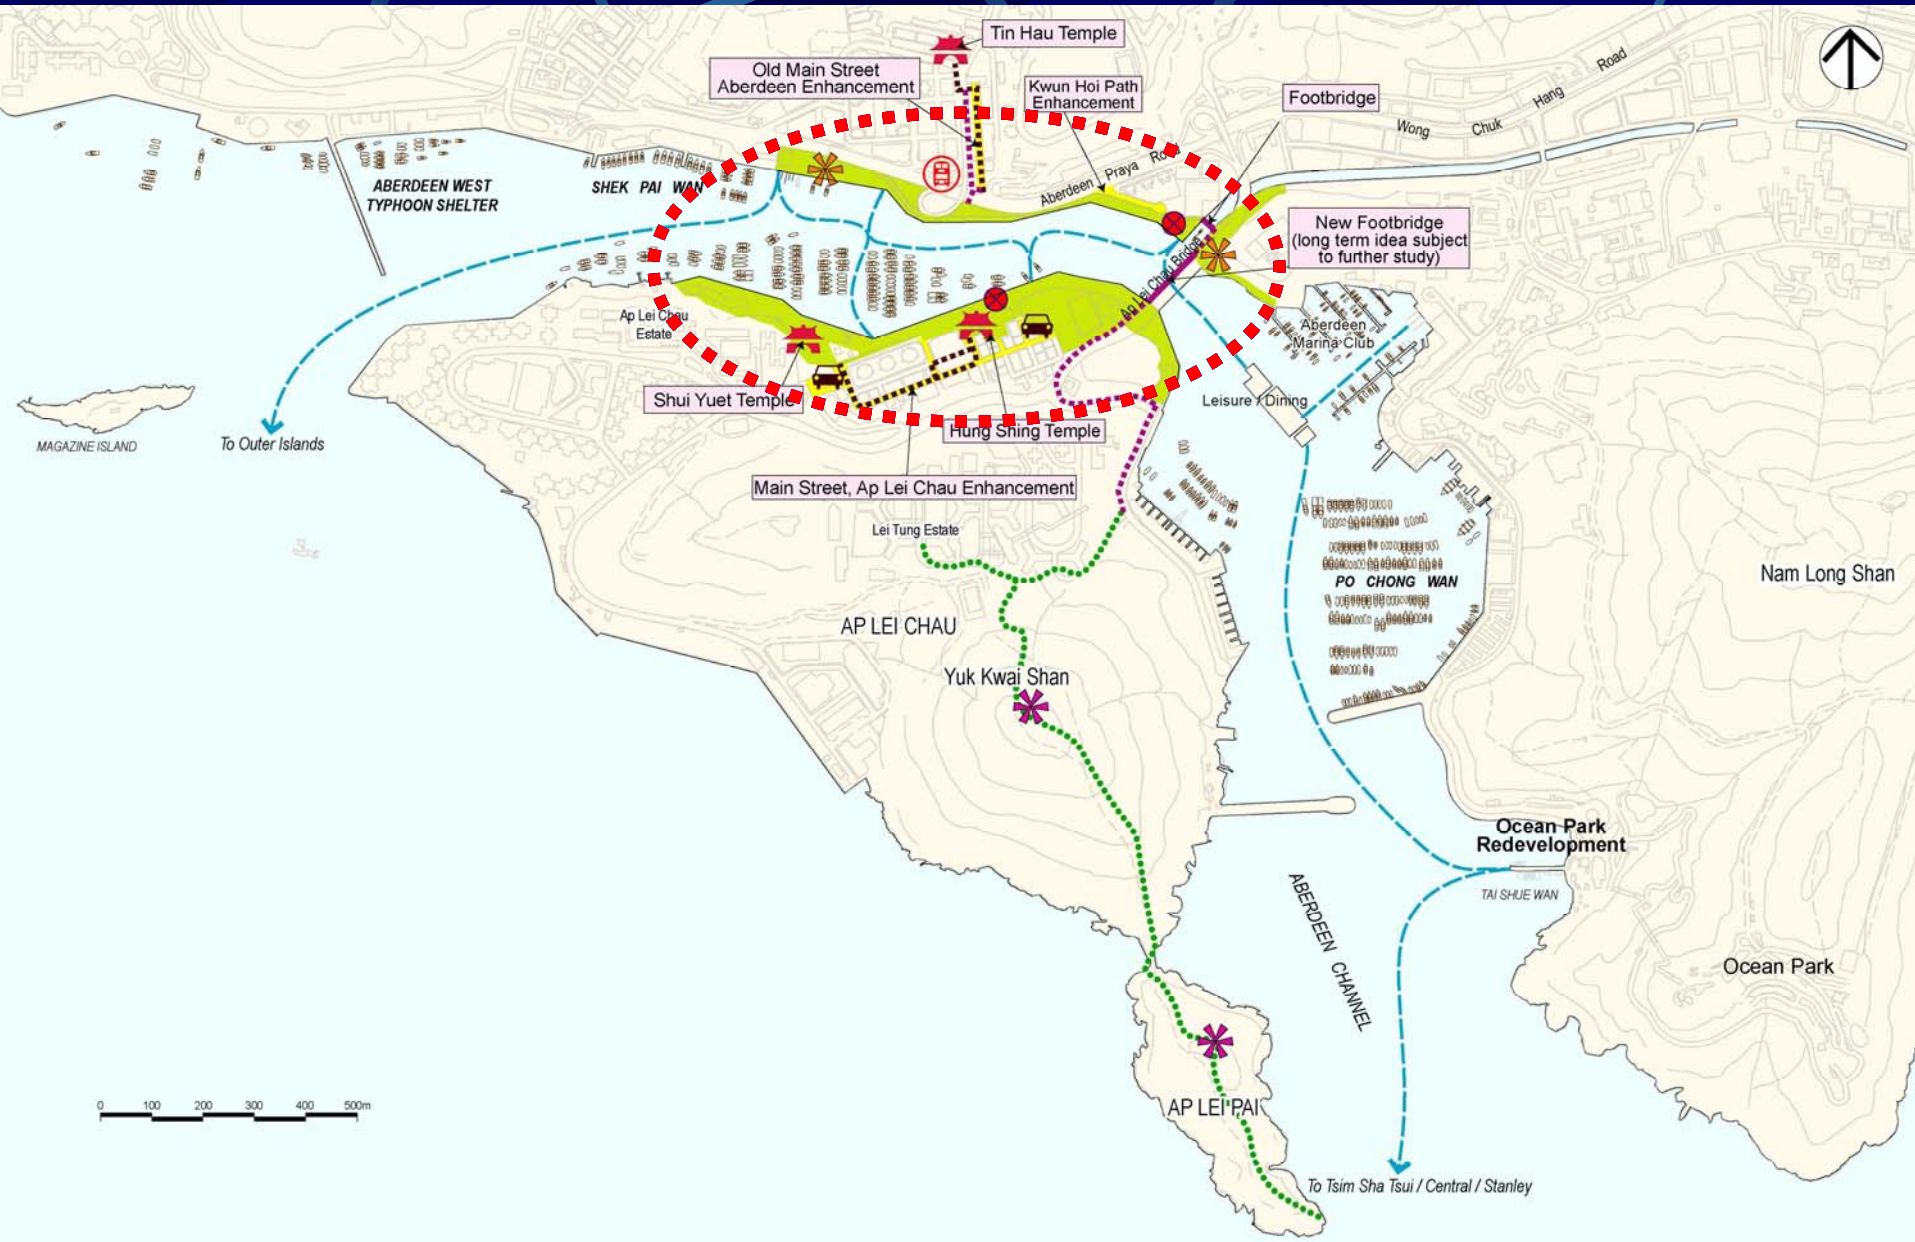 Tin Hau Temple
Old Main Street
Aberdeen Enhancement
Kwun Hoi Path
Enhancement
Footbridge
Wong Chuk Hang Road
ABERDEEN WEST
TYPHOON SHELTER
SHEK PAI WAN
Aberdeen Praya Road
New Footbridge
(long term idea subject
to further study)
Ap Lei Chau Bridge
Ap Lei Chau
Estate
Aberdeen
Marina Club
Shui Yuet Temple
Leisure / Dining
Hung Shing Temple
MAGAZINE ISLAND
To Outer Islands
Main Street, Ap Lei Chau Enhancement
Lei Tung Estate
PO CHONG WAN
Nam Long Shan
AP LEI CHAU
Yuk Kwai Shan
Ocean Park
Redevelopment
TAI SHUE WAN
ABERDEEN CHANNEL
Ocean Park
0 100 200 300 400 500m
AP LEI PAI
To Tsim Sha Tsui / Central / Stanley